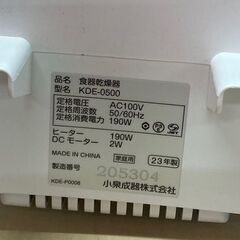 品名 食器乾燥器
型名 KDE-0500
定格電圧 AC100V
定格周波数 50/60Hz
定格消費電力 190W
ヒーター 190W
DC モーター 2W
MADE IN CHINA 家庭用 23年製
製造番号 205304
KDE-P0006 小泉成器株式会社